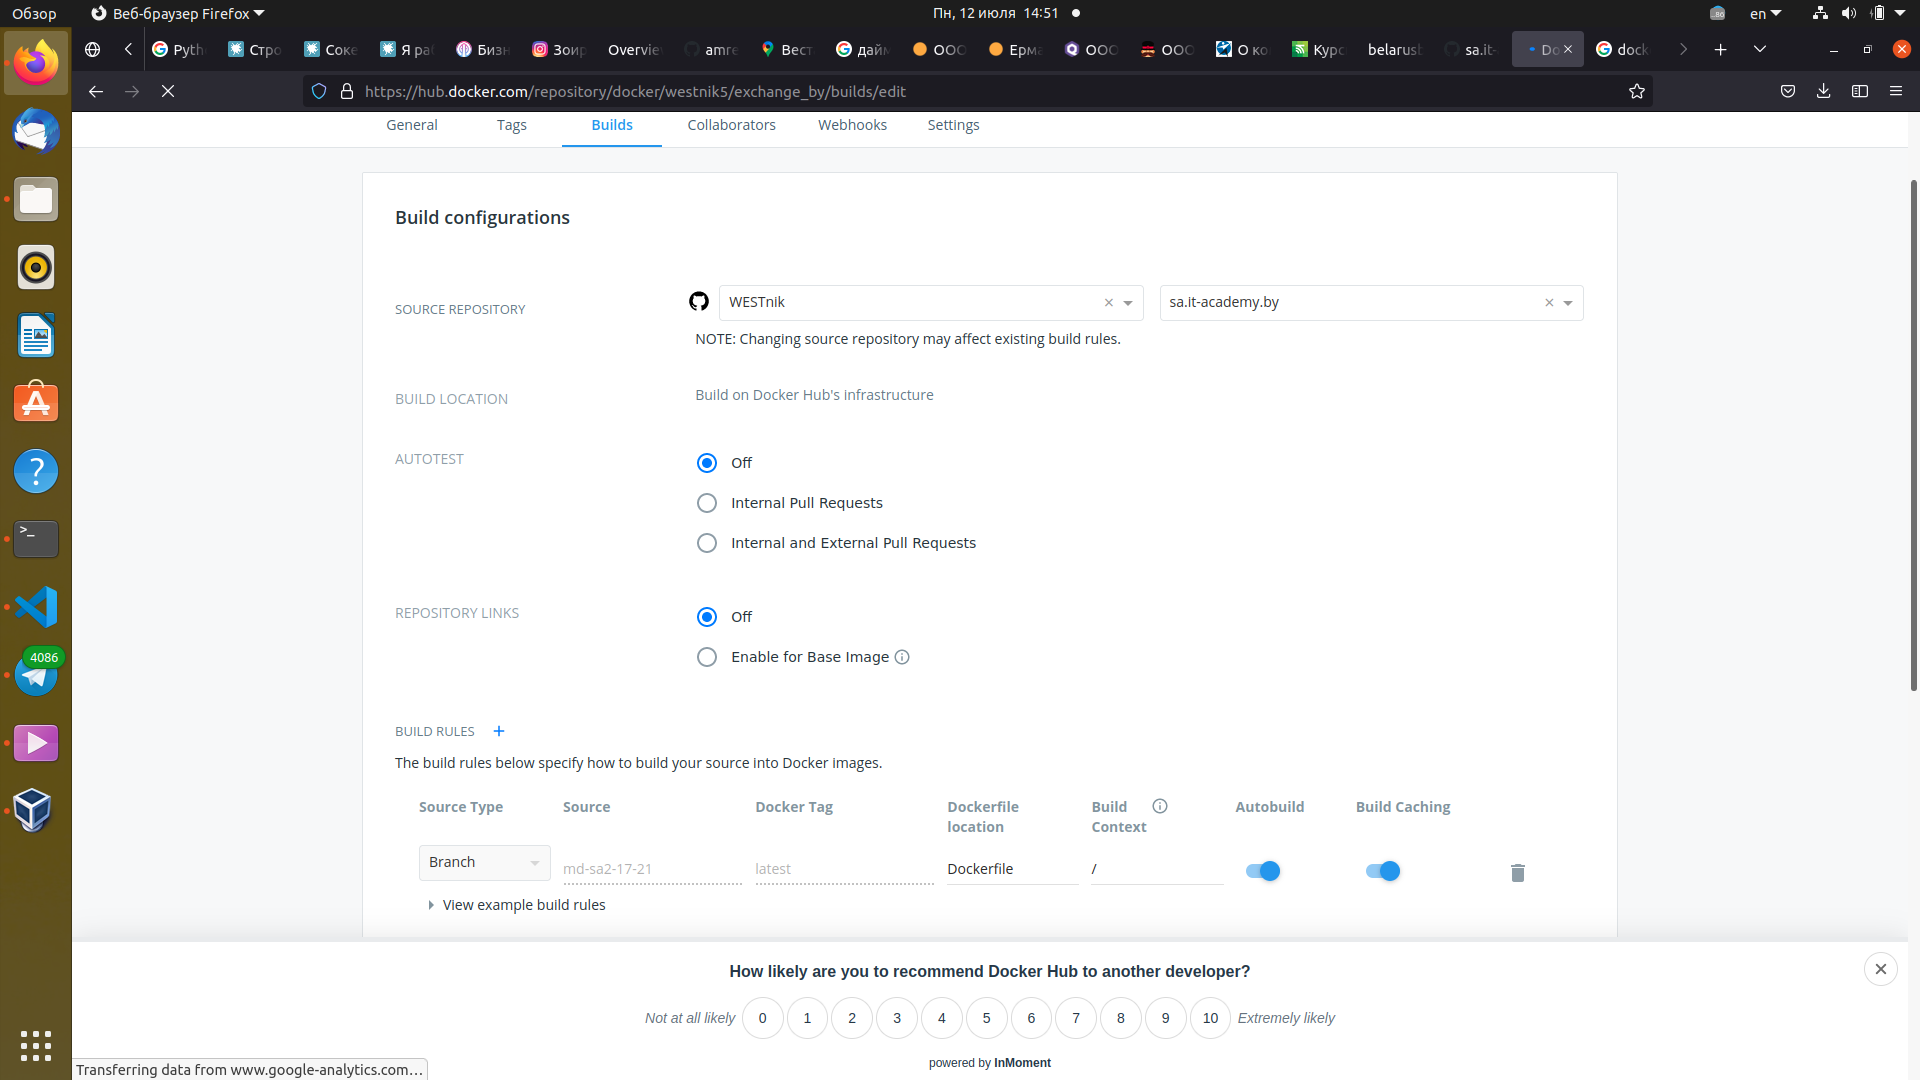 Обзор Веб-браузер Firefox Пн, 12 июля 14:51 en
Pyth Стро Соке Я ра Бизн Зоир Overvie amre Вест дайм ООО Ерма ООО ООО О ко Курс belarusb sa.it- Do dock
https://hub.docker.com/repository/docker/westnik5/exchange_by/builds/edit
General Tags Builds Collaborators Webhooks Settings
Build configurations
SOURCE REPOSITORY WESTnik sa.it-academy.by
NOTE: Changing source repository may affect existing build rules.
BUILD LOCATION Build on Docker Hub's infrastructure
AUTOTEST Off
Internal Pull Requests
Internal and External Pull Requests
REPOSITORY LINKS Off
Enable for Base Image
4086
BUILD RULES +
The build rules below specify how to build your source into Docker images.
Source Type Source Docker Tag Dockerfile location Build Context Autobuild Build Caching
Branch md-sa2-17-21 latest Dockerfile /
View example build rules
How likely are you to recommend Docker Hub to another developer?
Not at all likely 0 1 2 3 4 5 6 7 8 9 10 Extremely likely
powered by InMoment
Transferring data from www.google-analytics.com…